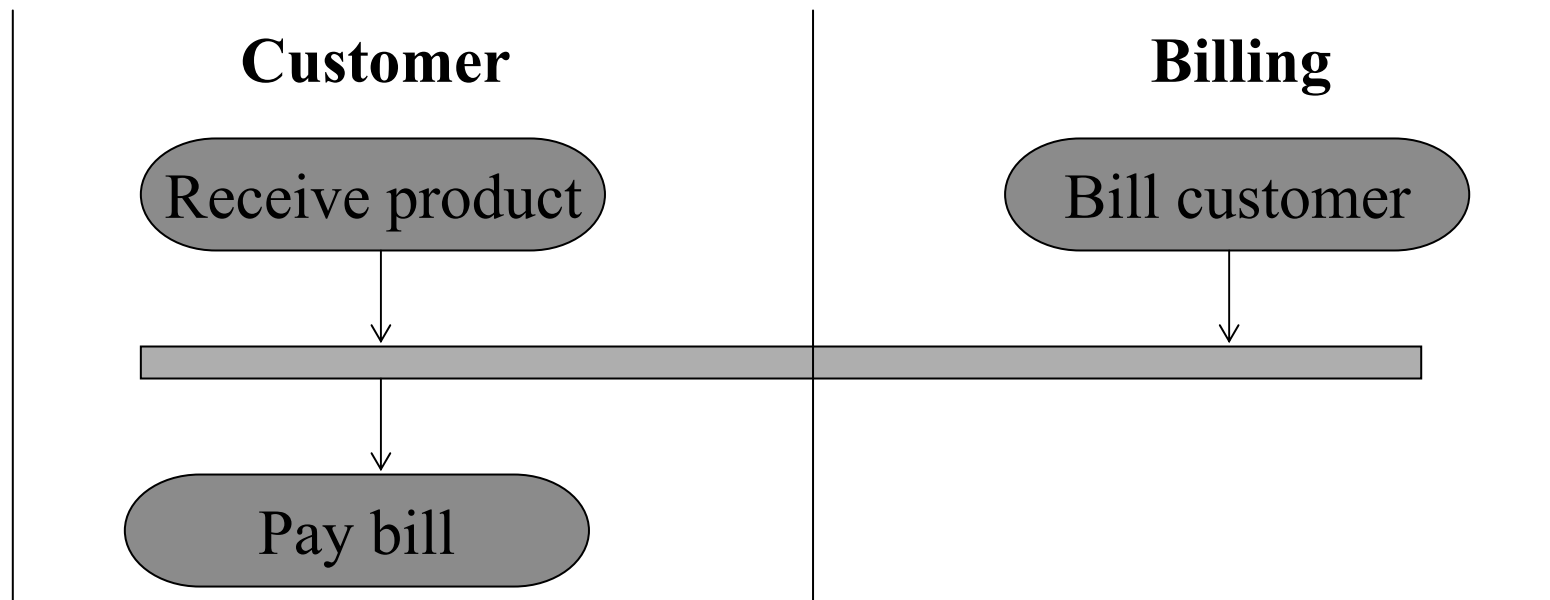 Customer
Billing
Receive product
Bill customer
Pay bill